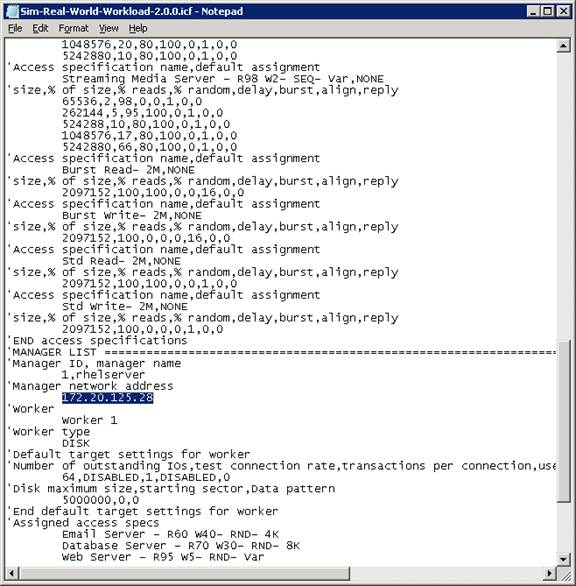 Sim-Real-World-Workload-2.0.0.icf - Notepad
File Edit Format View Help
1048576,20,80,100,0,1,0,0
5242880,10,80,100,0,1,0,0
'Access specification name,default assignment
Streaming Media Server - R98 W2- SEQ- Var,NONE
'size,% of size,% reads,% random,delay,burst,align,reply
65536,2,98,0,0,1,0,0
262144,5,95,100,0,1,0,0
524288,10,80,100,0,1,0,0
1048576,17,80,100,0,1,0,0
5242880,66,80,100,0,1,0,0
'Access specification name,default assignment
Burst Read- 2M,NONE
'size,% of size,% reads,% random,delay,burst,align,reply
2097152,100,100,0,0,16,0,0
'Access specification name,default assignment
Burst Write- 2M,NONE
'size,% of size,% reads,% random,delay,burst,align,reply
2097152,100,0,0,0,16,0,0
'Access specification name,default assignment
Std Read- 2M,NONE
'size,% of size,% reads,% random,delay,burst,align,reply
2097152,100,100,0,0,1,0,0
'Access specification name,default assignment
Std Write- 2M,NONE
'size,% of size,% reads,% random,delay,burst,align,reply
2097152,100,0,0,0,1,0,0
'END access specifications
'MANAGER LIST ==========================================================
'Manager ID, manager name
1,rhelserver
'Manager network address
172.20.125.28
'Worker
Worker 1
'Worker type
DISK
'Default target settings for worker
'Number of outstanding IOs,test connection rate,transactions per connection,use
64,DISABLED,1,DISABLED,0
'Disk maximum size,starting sector,Data pattern
5000000,0,0
'End default target settings for worker
'Assigned access specs
Email Server - R60 W40- RND- 4K
Database Server - R70 W30- RND- 8K
Web Server - R95 W5- RND- Var